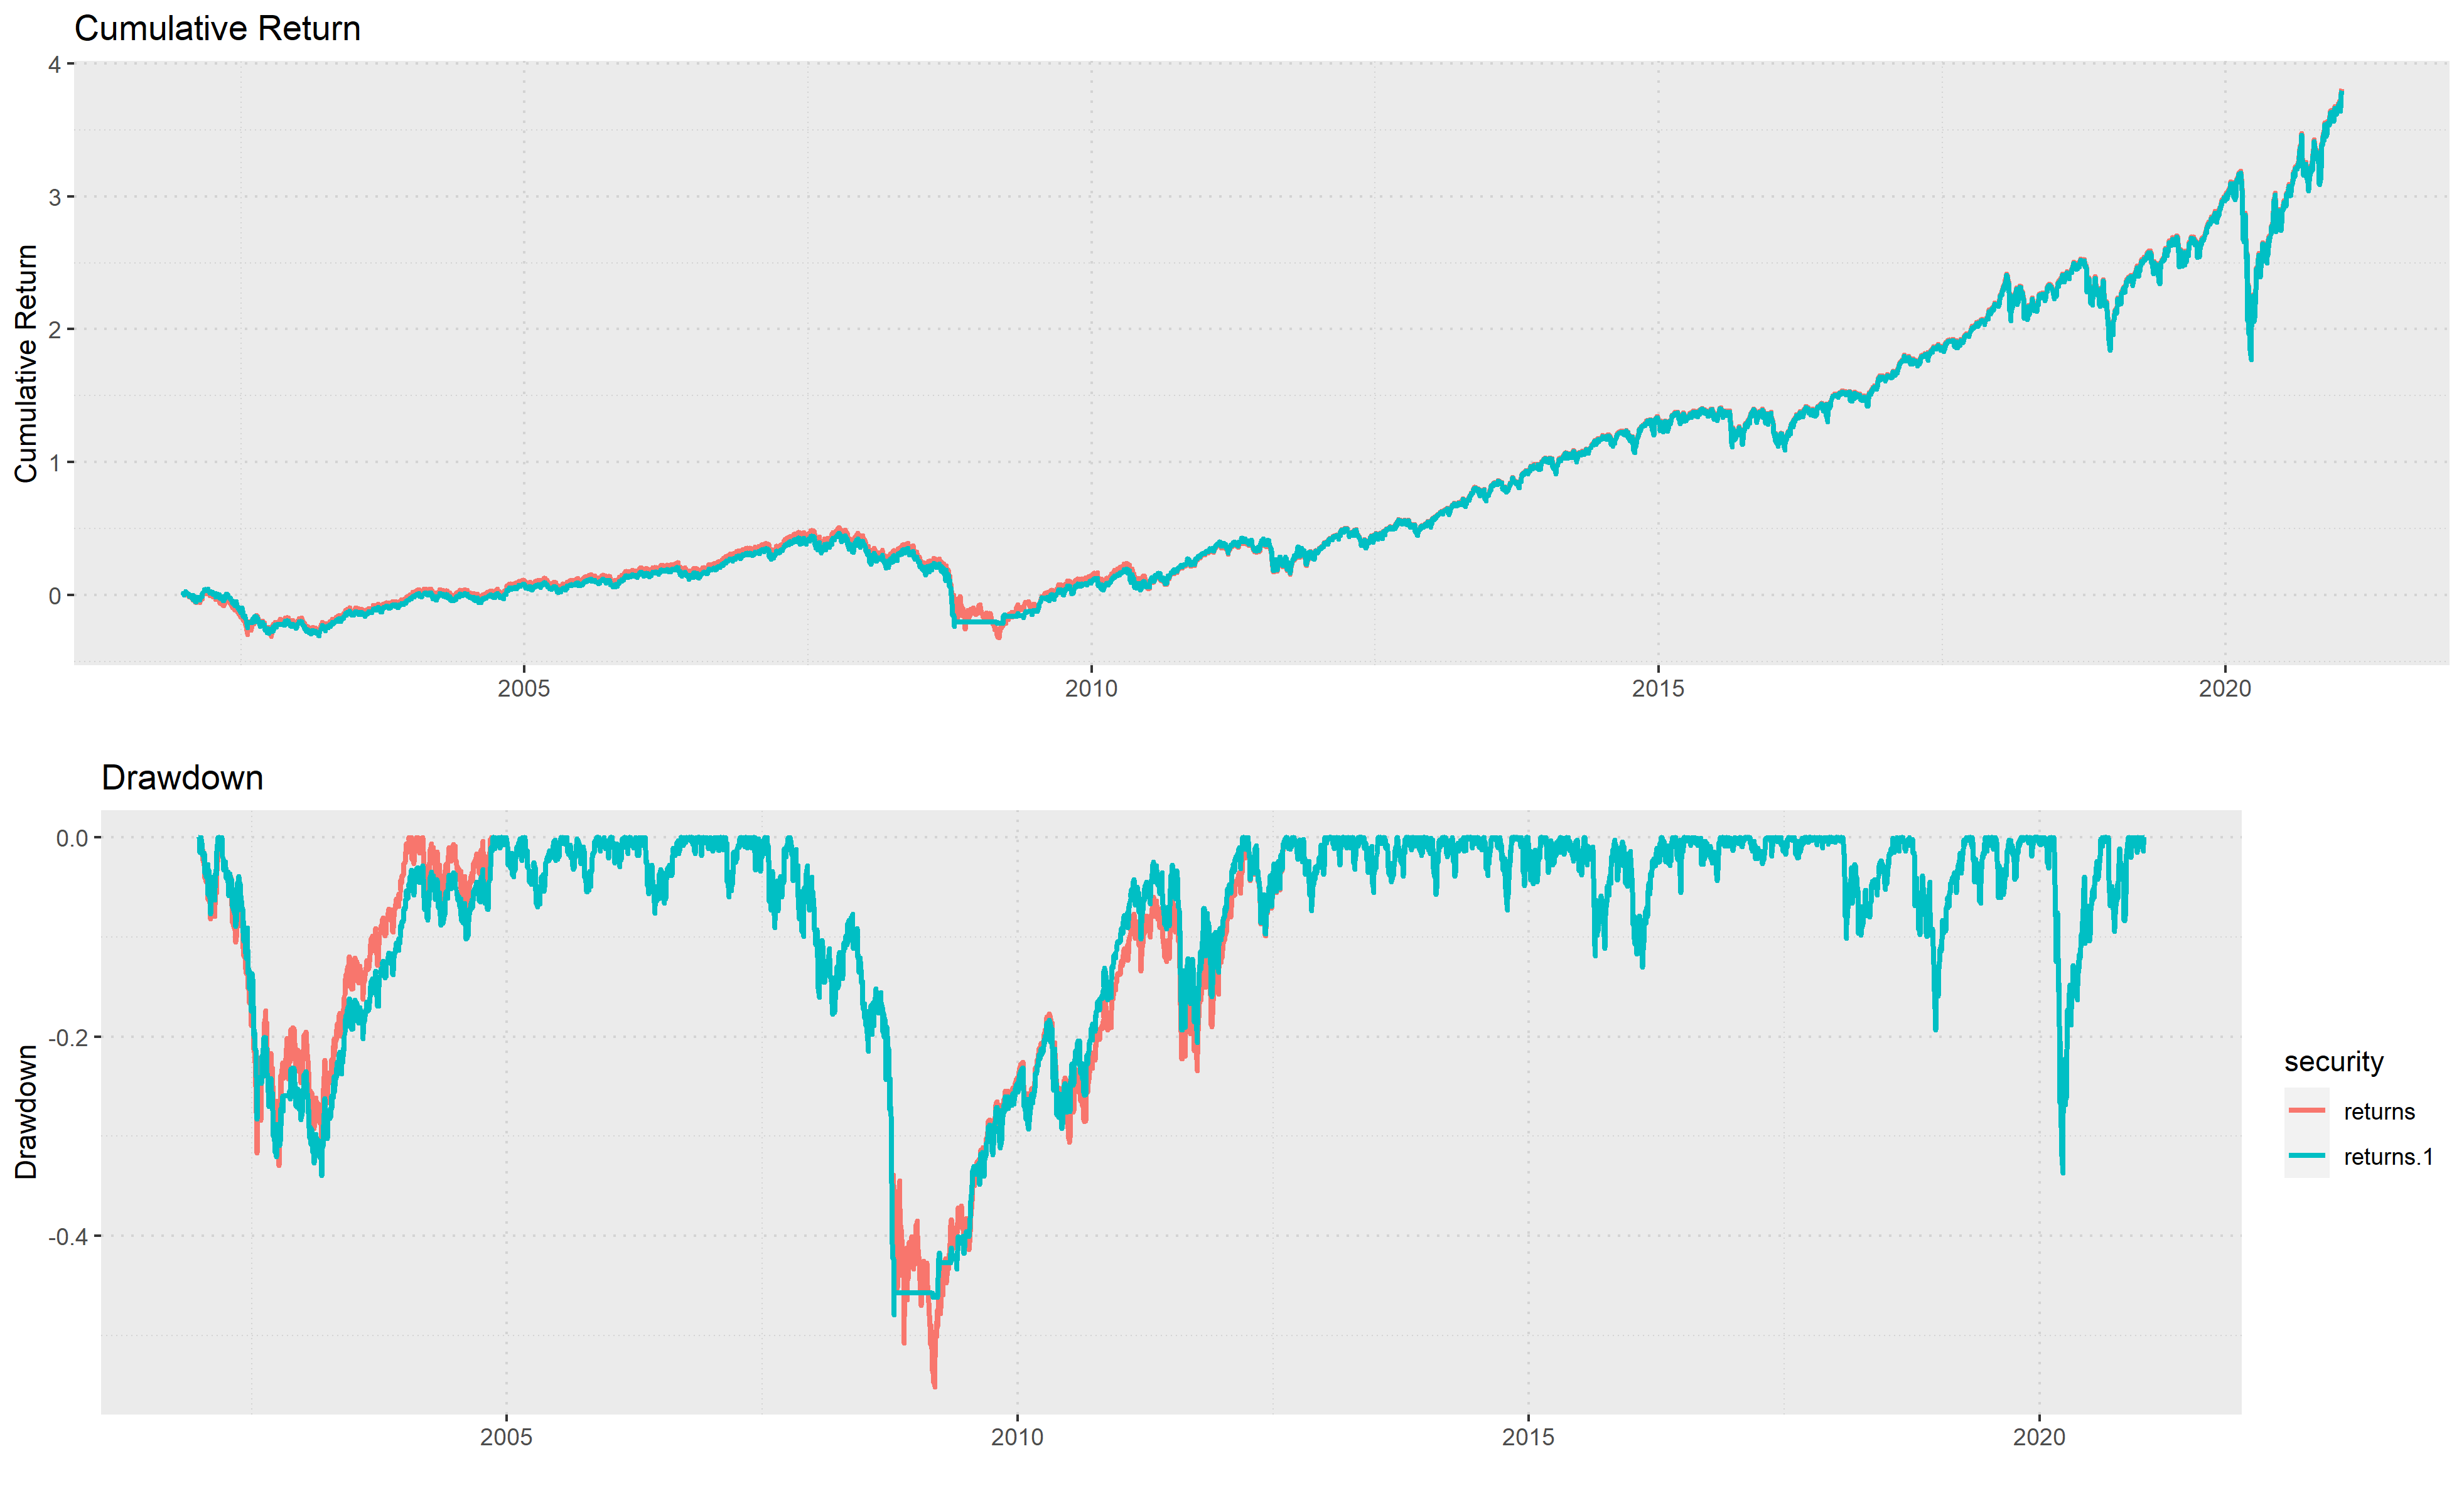 Cumulative Return
Cumulative Return
4
3
2
1
0
2005 2010 2015 2020
Drawdown
Drawdown
0.0
-0.2
-0.4
2005 2010 2015 2020
security
returns
returns.1